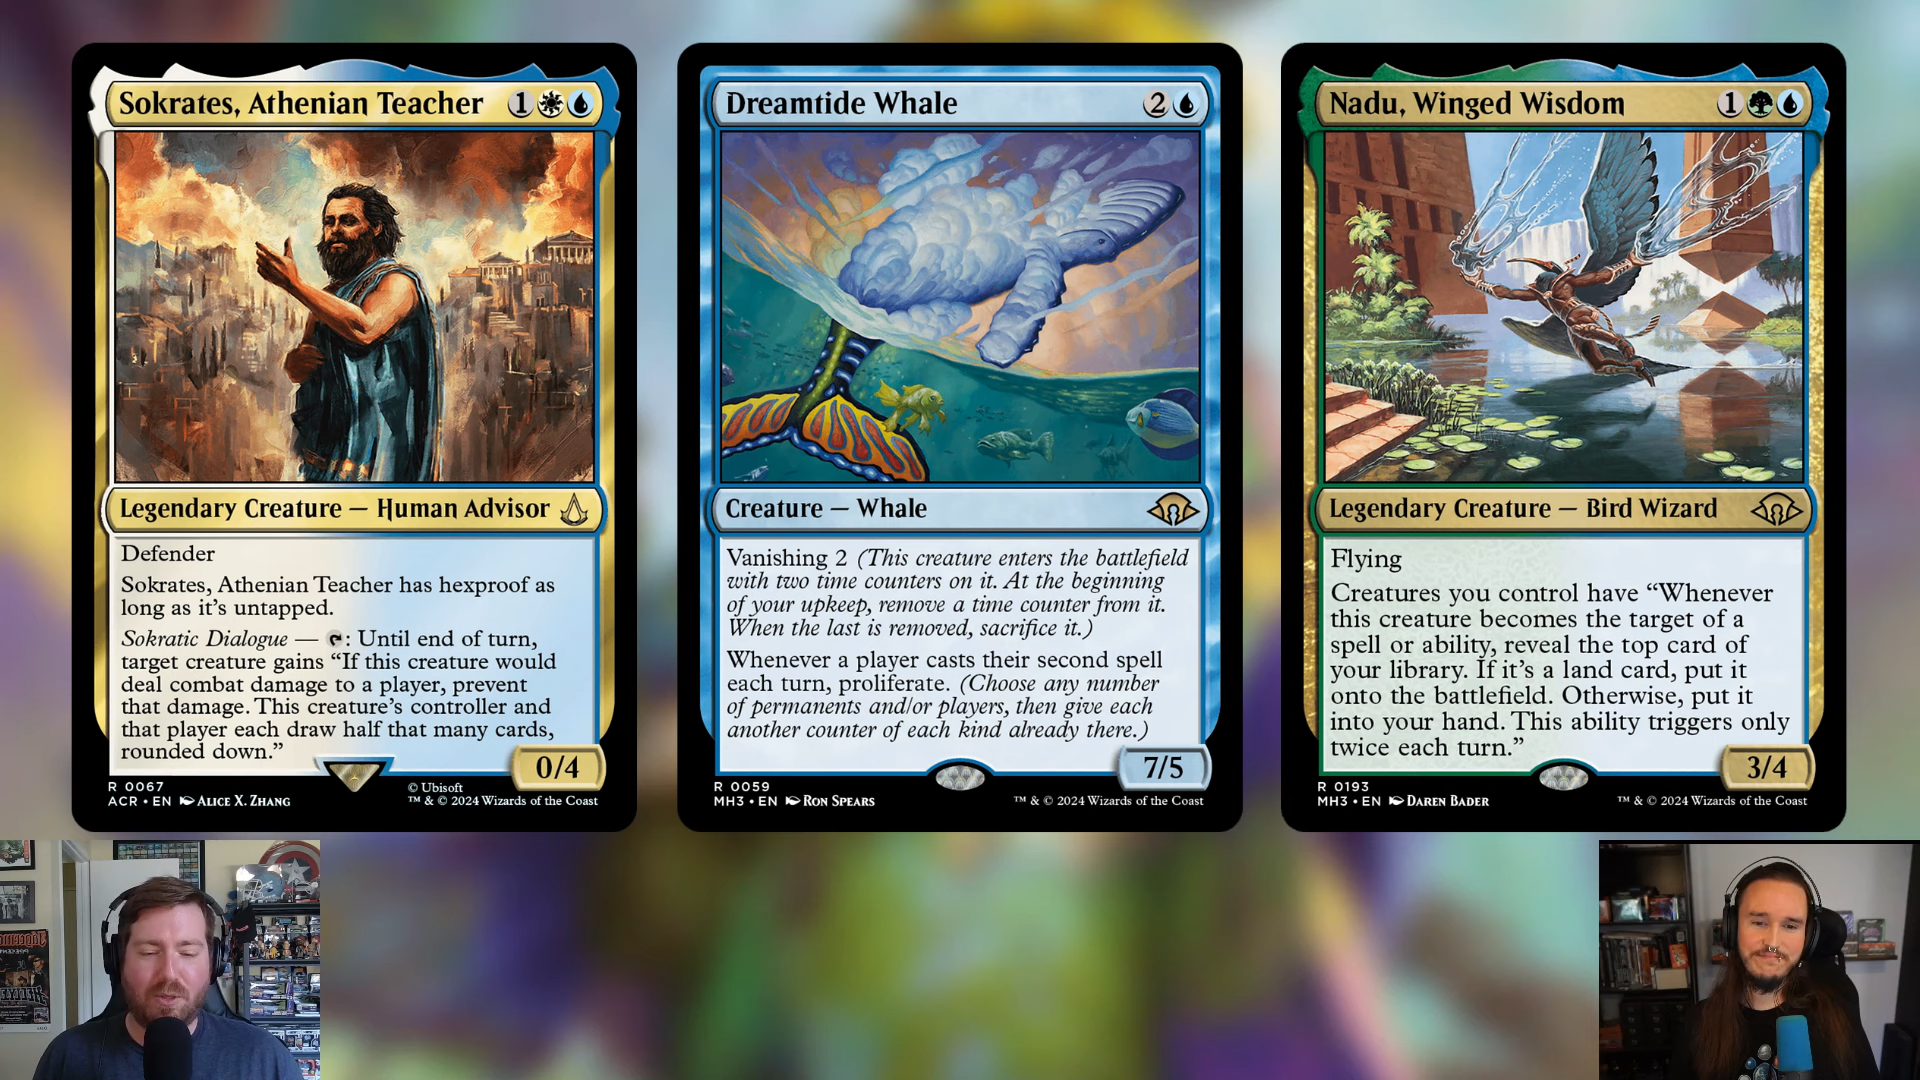 Sokrates, Athenian Teacher 1
Legendary Creature — Human Advisor
Defender
Sokrates, Athenian Teacher has hexproof as
long as it's untapped.
Sokratic Dialogue — : Until end of turn,
target creature gains “If this creature would
deal combat damage to a player, prevent
that damage. This creature's controller and
that player each draw half that many cards,
rounded down.”
0/4
R 0067
ACR • EN ALICE X. ZHANG
© Ubisoft
™ & © 2024 Wizards of the Coast
Dreamtide Whale 2
Creature — Whale
Vanishing 2 (This creature enters the battlefield
with two time counters on it. At the beginning
of your upkeep, remove a time counter from it.
When the last is removed, sacrifice it.)
Whenever a player casts their second spell
each turn, proliferate. (Choose any number
of permanents and/or players, then give each
another counter of each kind already there.)
7/5
R 0059
MH3 • EN RON SPEARS
™ & © 2024 Wizards of the Coast
Nadu, Winged Wisdom 1
Legendary Creature — Bird Wizard
Flying
Creatures you control have “Whenever
this creature becomes the target of a
spell or ability, reveal the top card of
your library. If it's a land card, put it
onto the battlefield. Otherwise, put it
into your hand. This ability triggers only
twice each turn.”
3/4
R 0193
MH3 • EN DAREN BADER
™ & © 2024 Wizards of the Coast